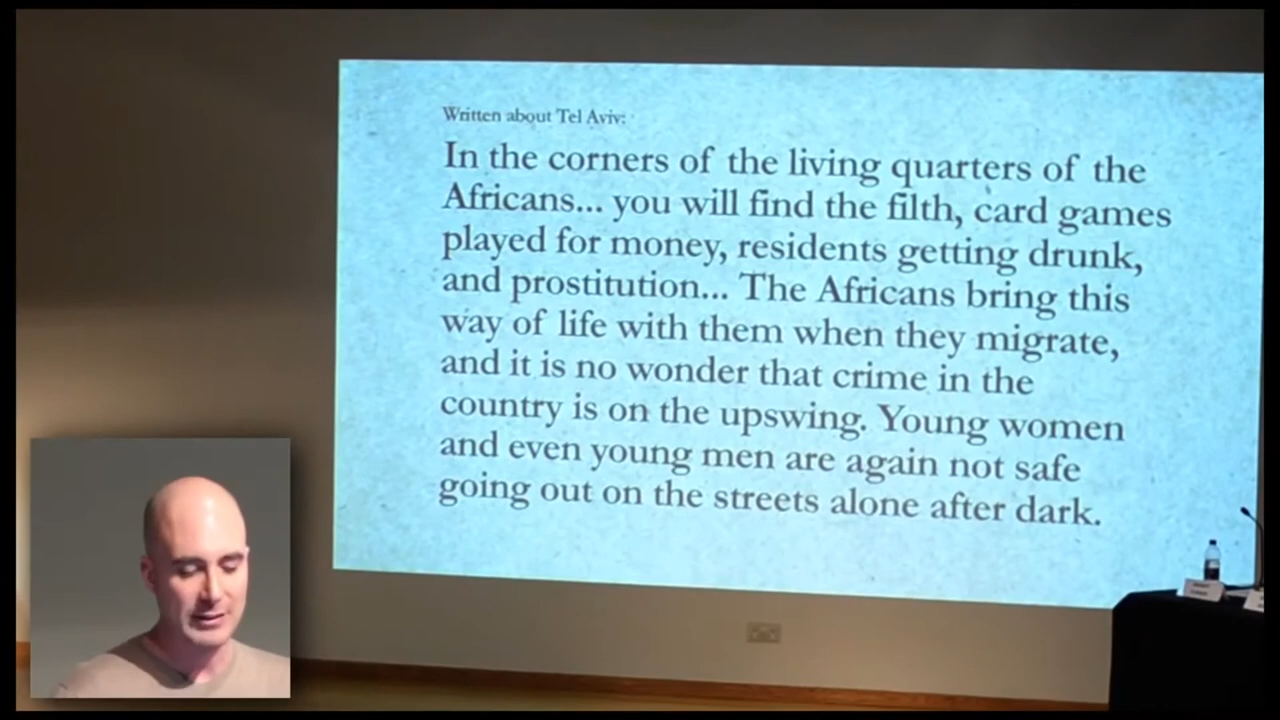 Written about Tel Aviv:
In the corners of the living quarters of the
Africans... you will find the filth, card games
played for money, residents getting drunk,
and prostitution... The Africans bring this
way of life with them when they migrate,
and it is no wonder that crime in the
country is on the upswing. Young women
and even young men are again not safe
going out on the streets alone after dark.